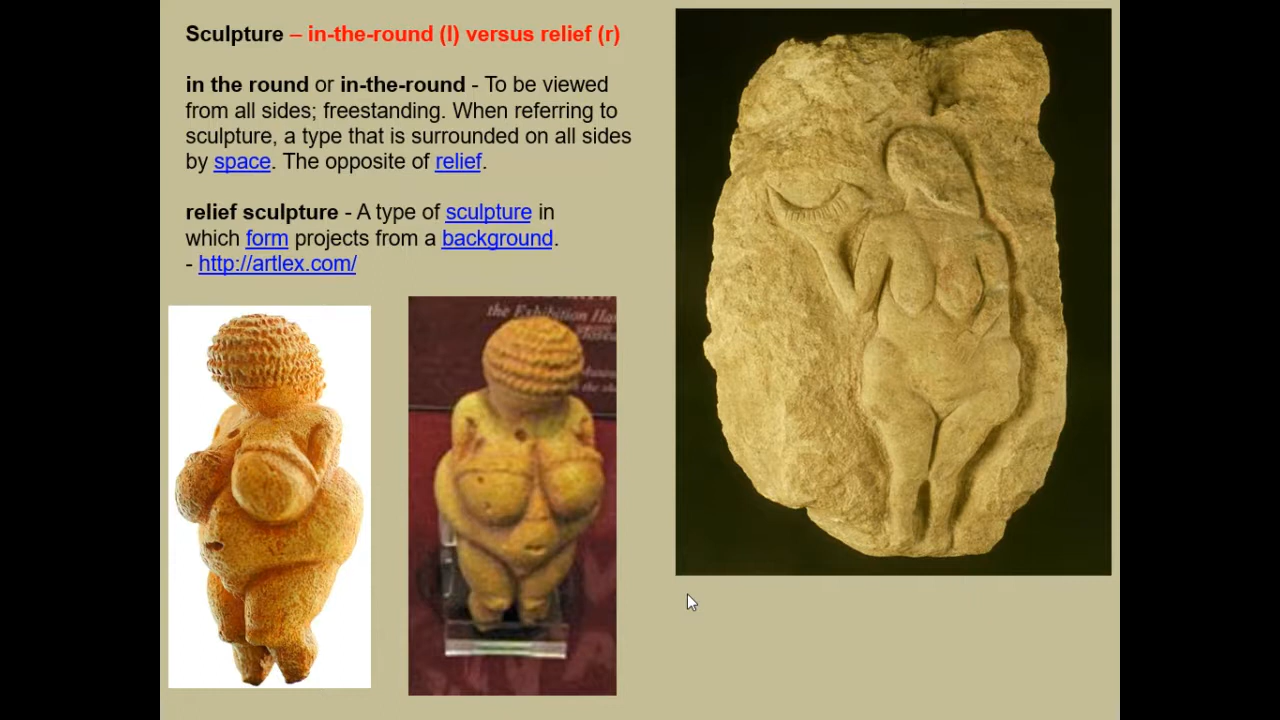 Sculpture – in-the-round (l) versus relief (r)
in the round or in-the-round - To be viewed
from all sides; freestanding. When referring to
sculpture, a type that is surrounded on all sides
by space. The opposite of relief.
relief sculpture - A type of sculpture in
which form projects from a background.
- http://artlex.com/
the Exhibition